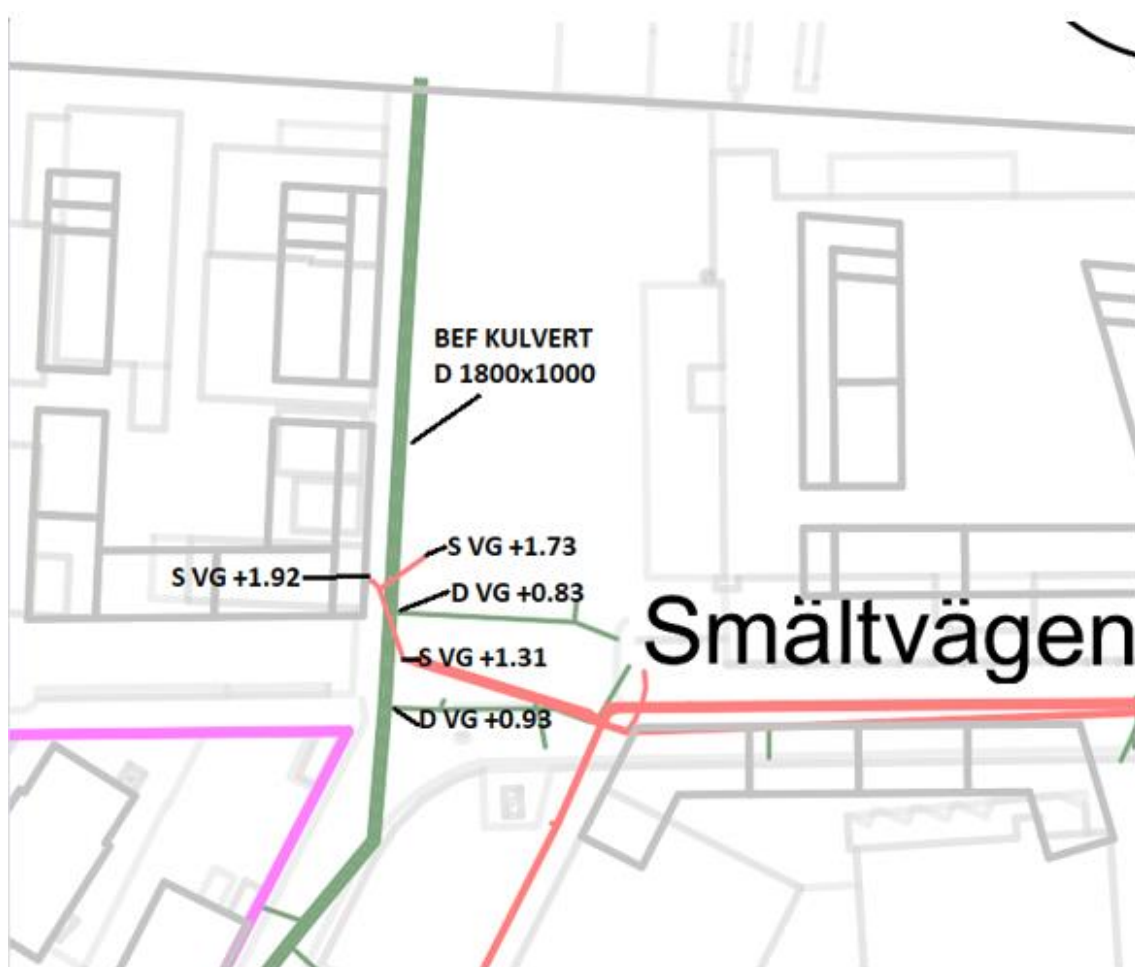 BEF KULVERT
D 1800x1000
S VG +1.73
S VG +1.92
D VG +0.83
Smältvägen
S VG +1.31
D VG +0.93